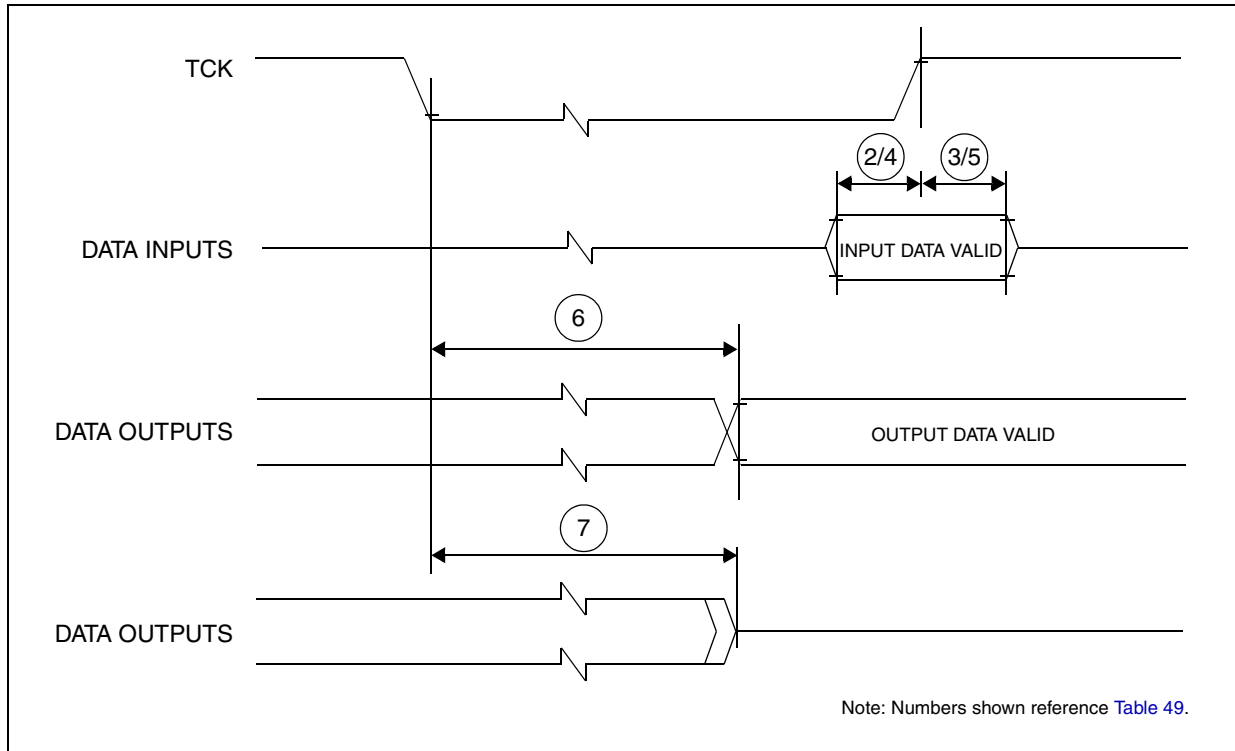 TCK
2/4
3/5
DATA INPUTS
INPUT DATA VALID
6
DATA OUTPUTS
OUTPUT DATA VALID
7
DATA OUTPUTS
Note: Numbers shown reference Table 49.